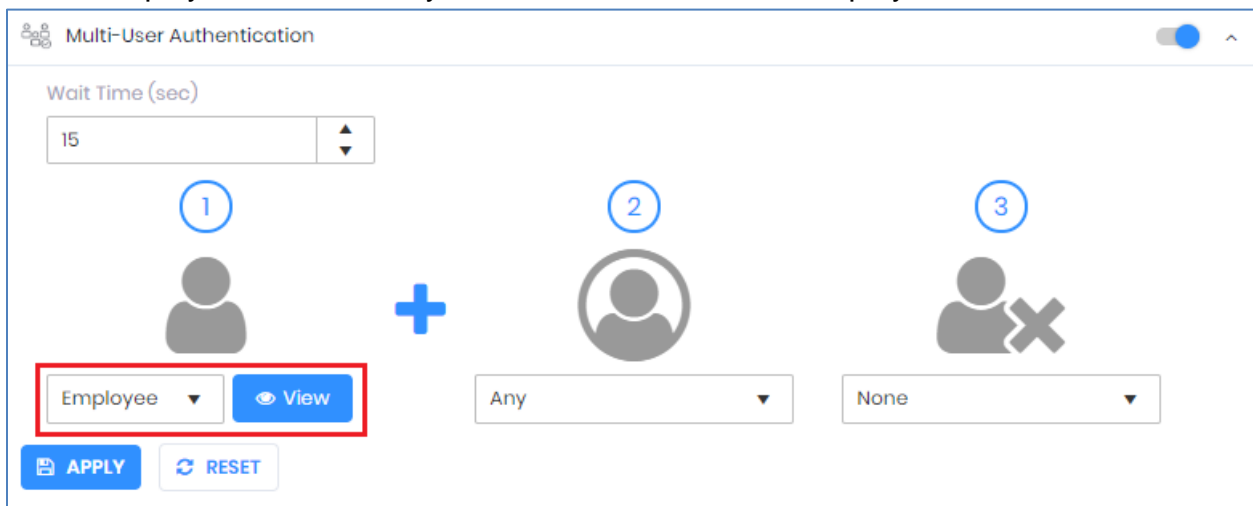 Multi-User Authentication
Wait Time (sec)
15
1 2 3
Employee View Any None
APPLY RESET